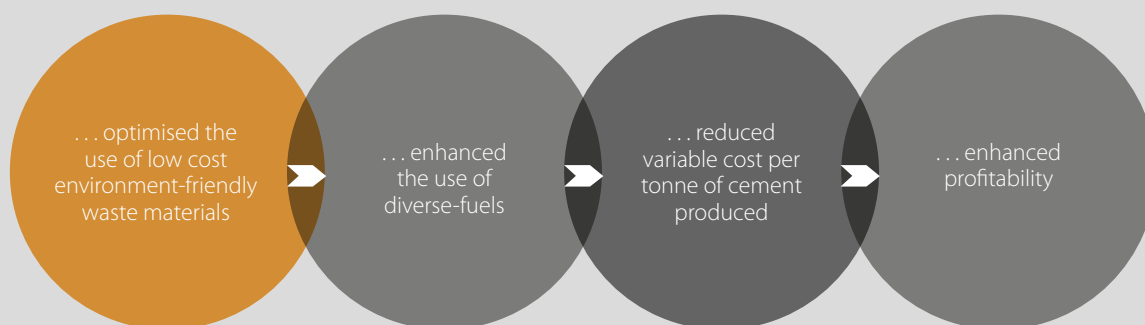 ... optimised the
use of low cost
environment-friendly
waste materials
... enhanced
the use of
diverse-fuels
... reduced
variable cost per
tonne of cement
produced
... enhanced
profitability